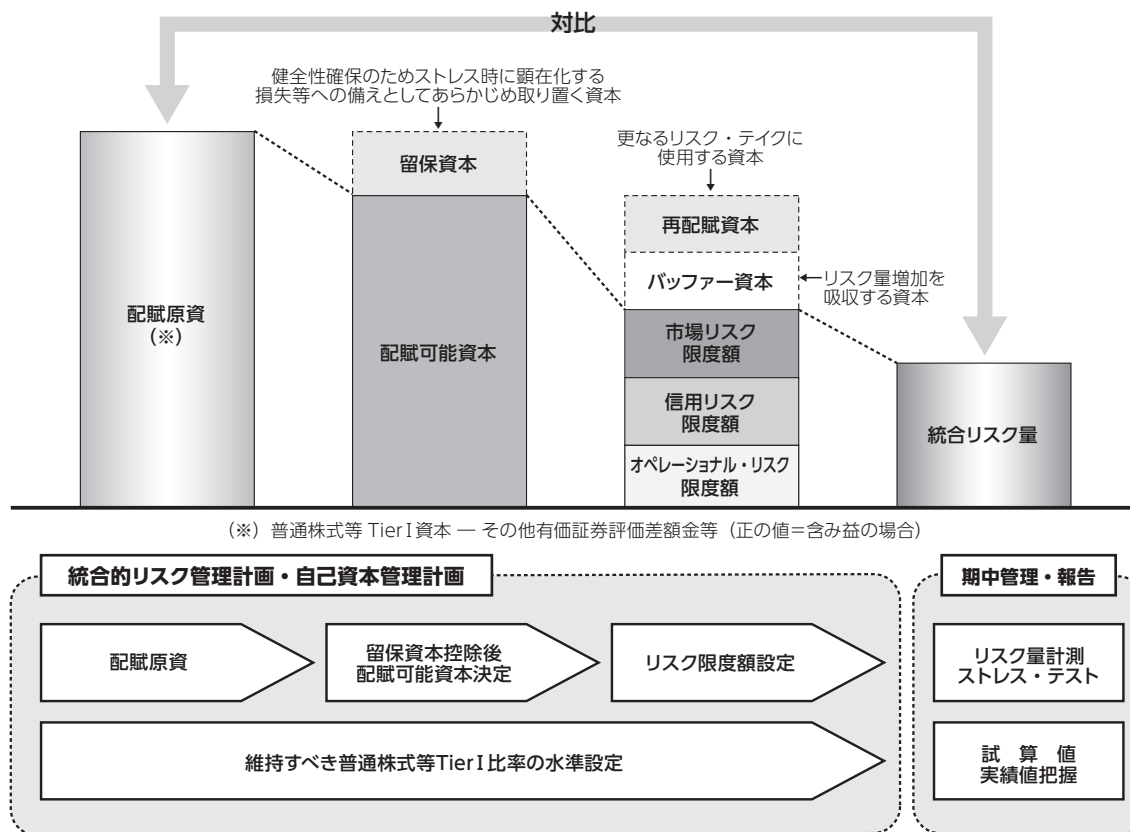 対比
健全性確保のためストレス時に顕在化する
損失等への備えとしてあらかじめ取り置く資本
更なるリスク・テイクに
使用する資本
留保資本
再配賦資本
バッファー資本
リスク量増加を
吸収する資本
配賦原資
(※)
配賦可能資本
市場リスク
限度額
信用リスク
限度額
オペレーショナル・リスク
限度額
統合リスク量
(※) 普通株式等 TierⅠ資本 ― その他有価証券評価差額金等（正の値＝含み益の場合）
統合的リスク管理計画・自己資本管理計画
期中管理・報告
配賦原資
留保資本控除後
配賦可能資本決定
リスク限度額設定
リスク量計測
ストレス・テスト
維持すべき普通株式等TierⅠ比率の水準設定
試 算 値
実績値把握